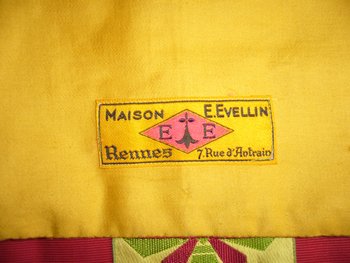 MAISON E.EVELLIN
E E
Rennes 7.Rue d'Antrain